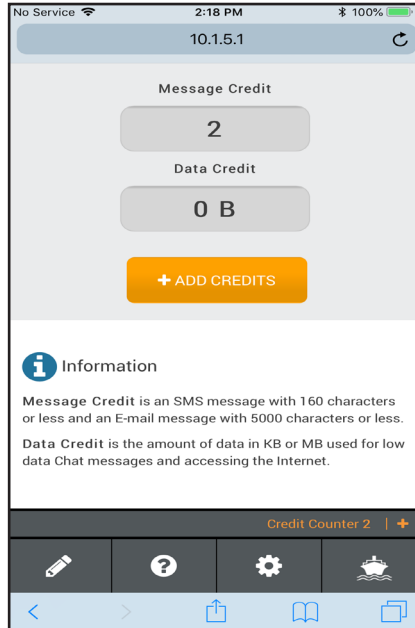 No Service 2:18 PM 100%
10.1.5.1
Message Credit
2
Data Credit
0 B
+ ADD CREDITS
Information
Message Credit is an SMS message with 160 characters
or less and an E-mail message with 5000 characters or less.
Data Credit is the amount of data in KB or MB used for low
data Chat messages and accessing the Internet.
Credit Counter 2 | +